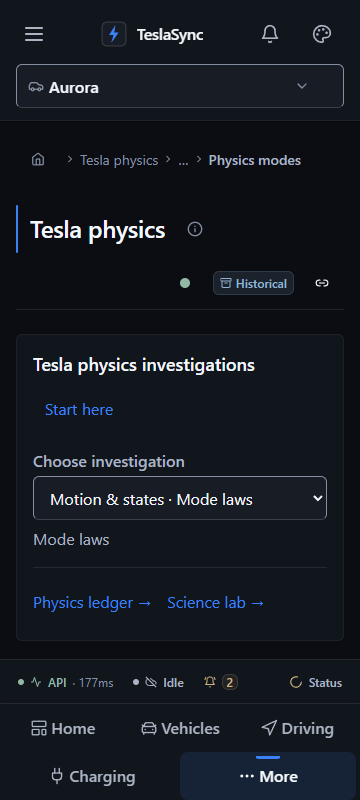 TeslaSync
Aurora
Tesla physics ... Physics modes
Tesla physics
Historical
Tesla physics investigations
Start here
Choose investigation
Motion & states · Mode laws
Mode laws
Physics ledger → Science lab →
API · 177ms Idle 2 Status
Home Vehicles Driving
Charging More